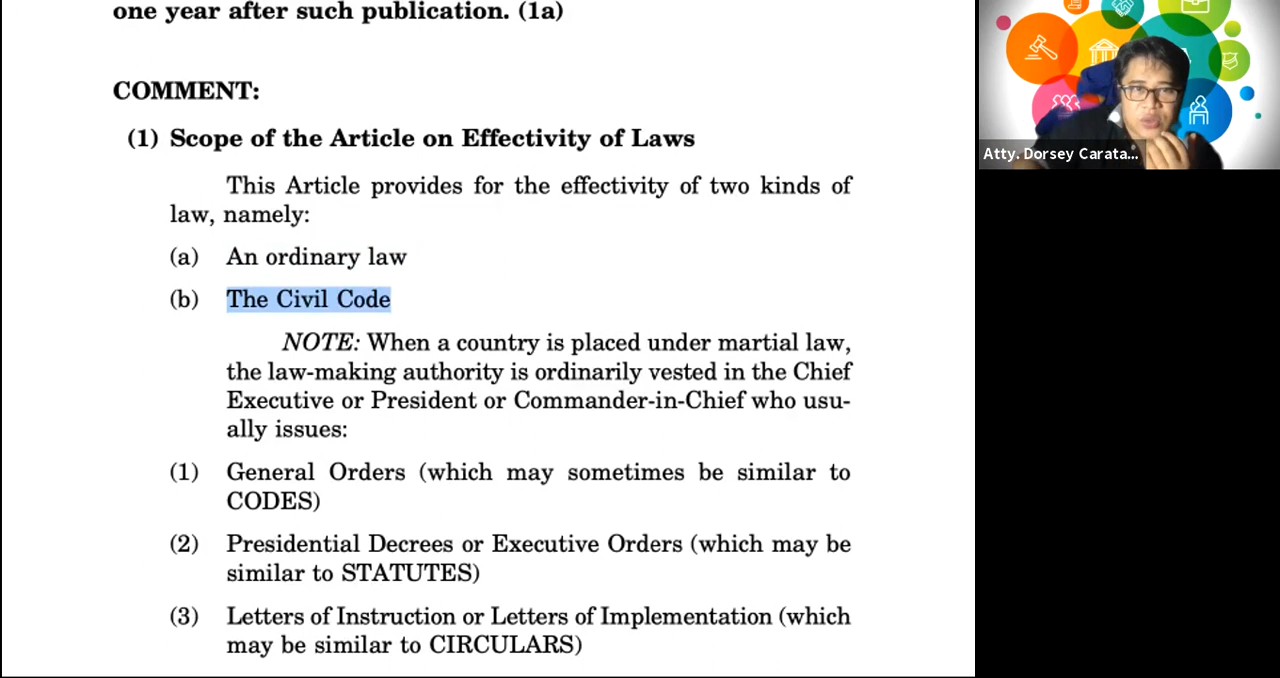 one year after such publication. (1a)
COMMENT:
(1) Scope of the Article on Effectivity of Laws
This Article provides for the effectivity of two kinds of
law, namely:
(a) An ordinary law
(b) The Civil Code
NOTE: When a country is placed under martial law,
the law-making authority is ordinarily vested in the Chief
Executive or President or Commander-in-Chief who usu-
ally issues:
(1) General Orders (which may sometimes be similar to
CODES)
(2) Presidential Decrees or Executive Orders (which may be
similar to STATUTES)
(3) Letters of Instruction or Letters of Implementation (which
may be similar to CIRCULARS)
Atty. Dorsey Carata...